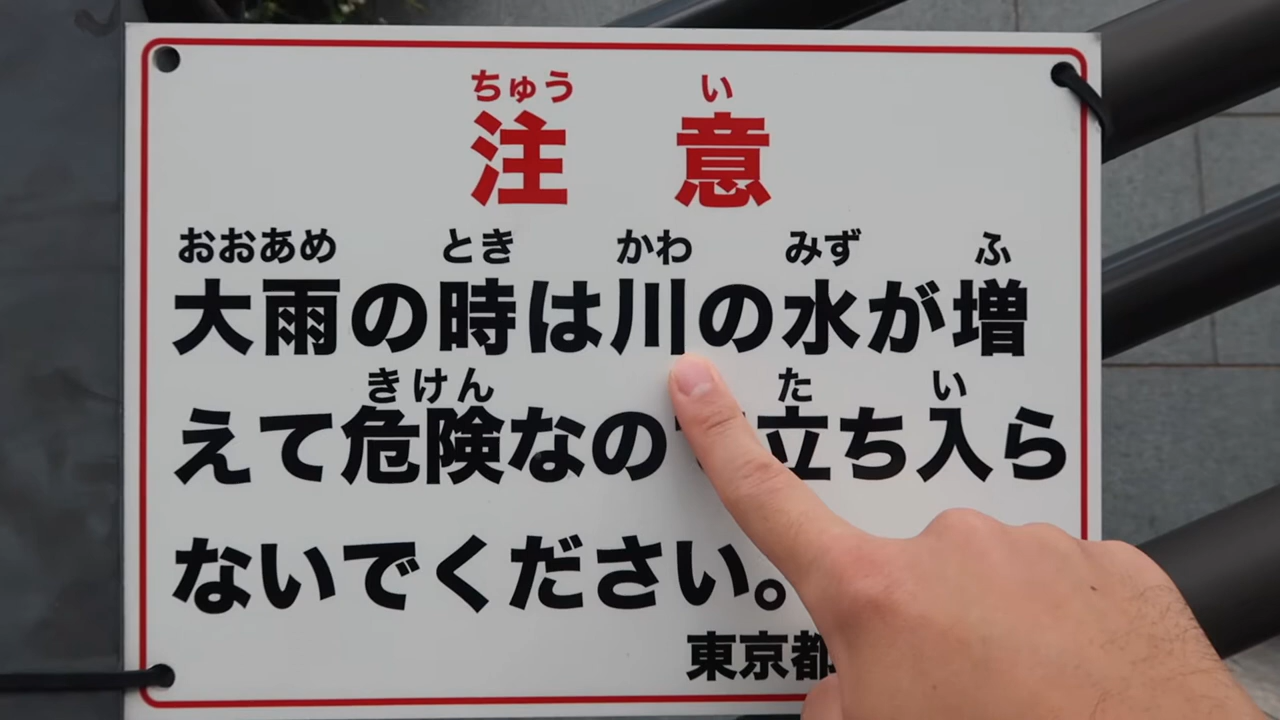 ちゅう い
注 意
おおあめ とき かわ みず ふ
大雨の時は川の水が増
きけん た い
えて危険なの 立ち入ら
ないでください。
東京都